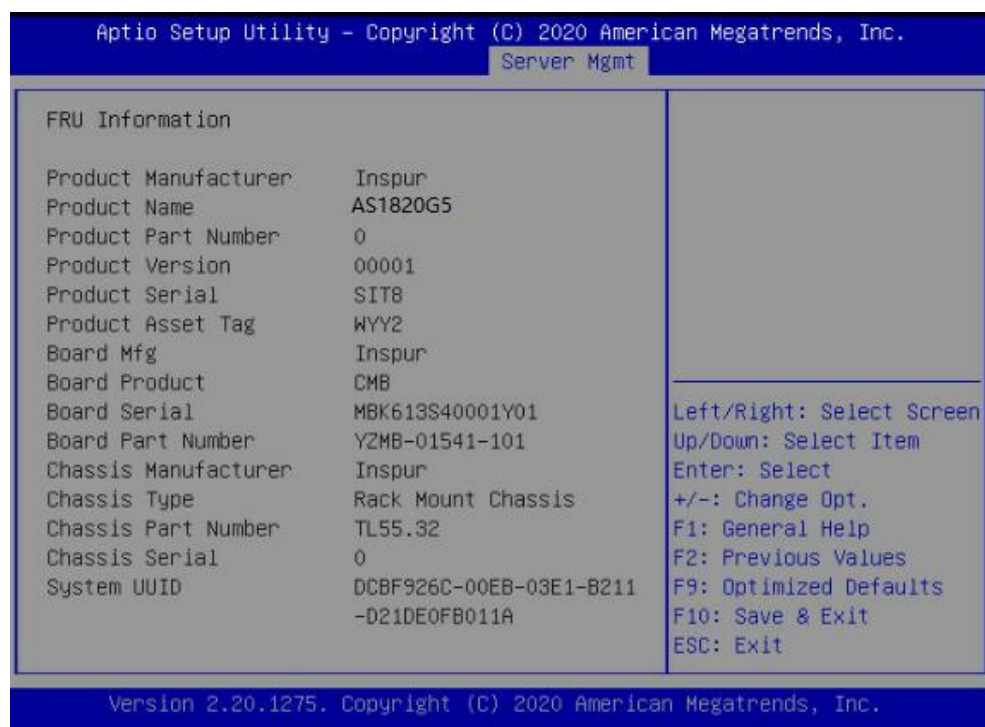 Aptio Setup Utility – Copyright (C) 2020 American Megatrends, Inc.
Server Mgmt
FRU Information
Product Manufacturer Inspur
Product Name AS1820G5
Product Part Number 0
Product Version 00001
Product Serial SIT8
Product Asset Tag WYY2
Board Mfg Inspur
Board Product CMB
Board Serial MBK613S40001Y01
Board Part Number YZMB-01541-101
Chassis Manufacturer Inspur
Chassis Type Rack Mount Chassis
Chassis Part Number TL55.32
Chassis Serial 0
System UUID DCBF926C-00EB-03E1-B211
-D21DE0FB011A
Left/Right: Select Screen
Up/Down: Select Item
Enter: Select
+/-: Change Opt.
F1: General Help
F2: Previous Values
F9: Optimized Defaults
F10: Save & Exit
ESC: Exit
Version 2.20.1275. Copyright (C) 2020 American Megatrends, Inc.